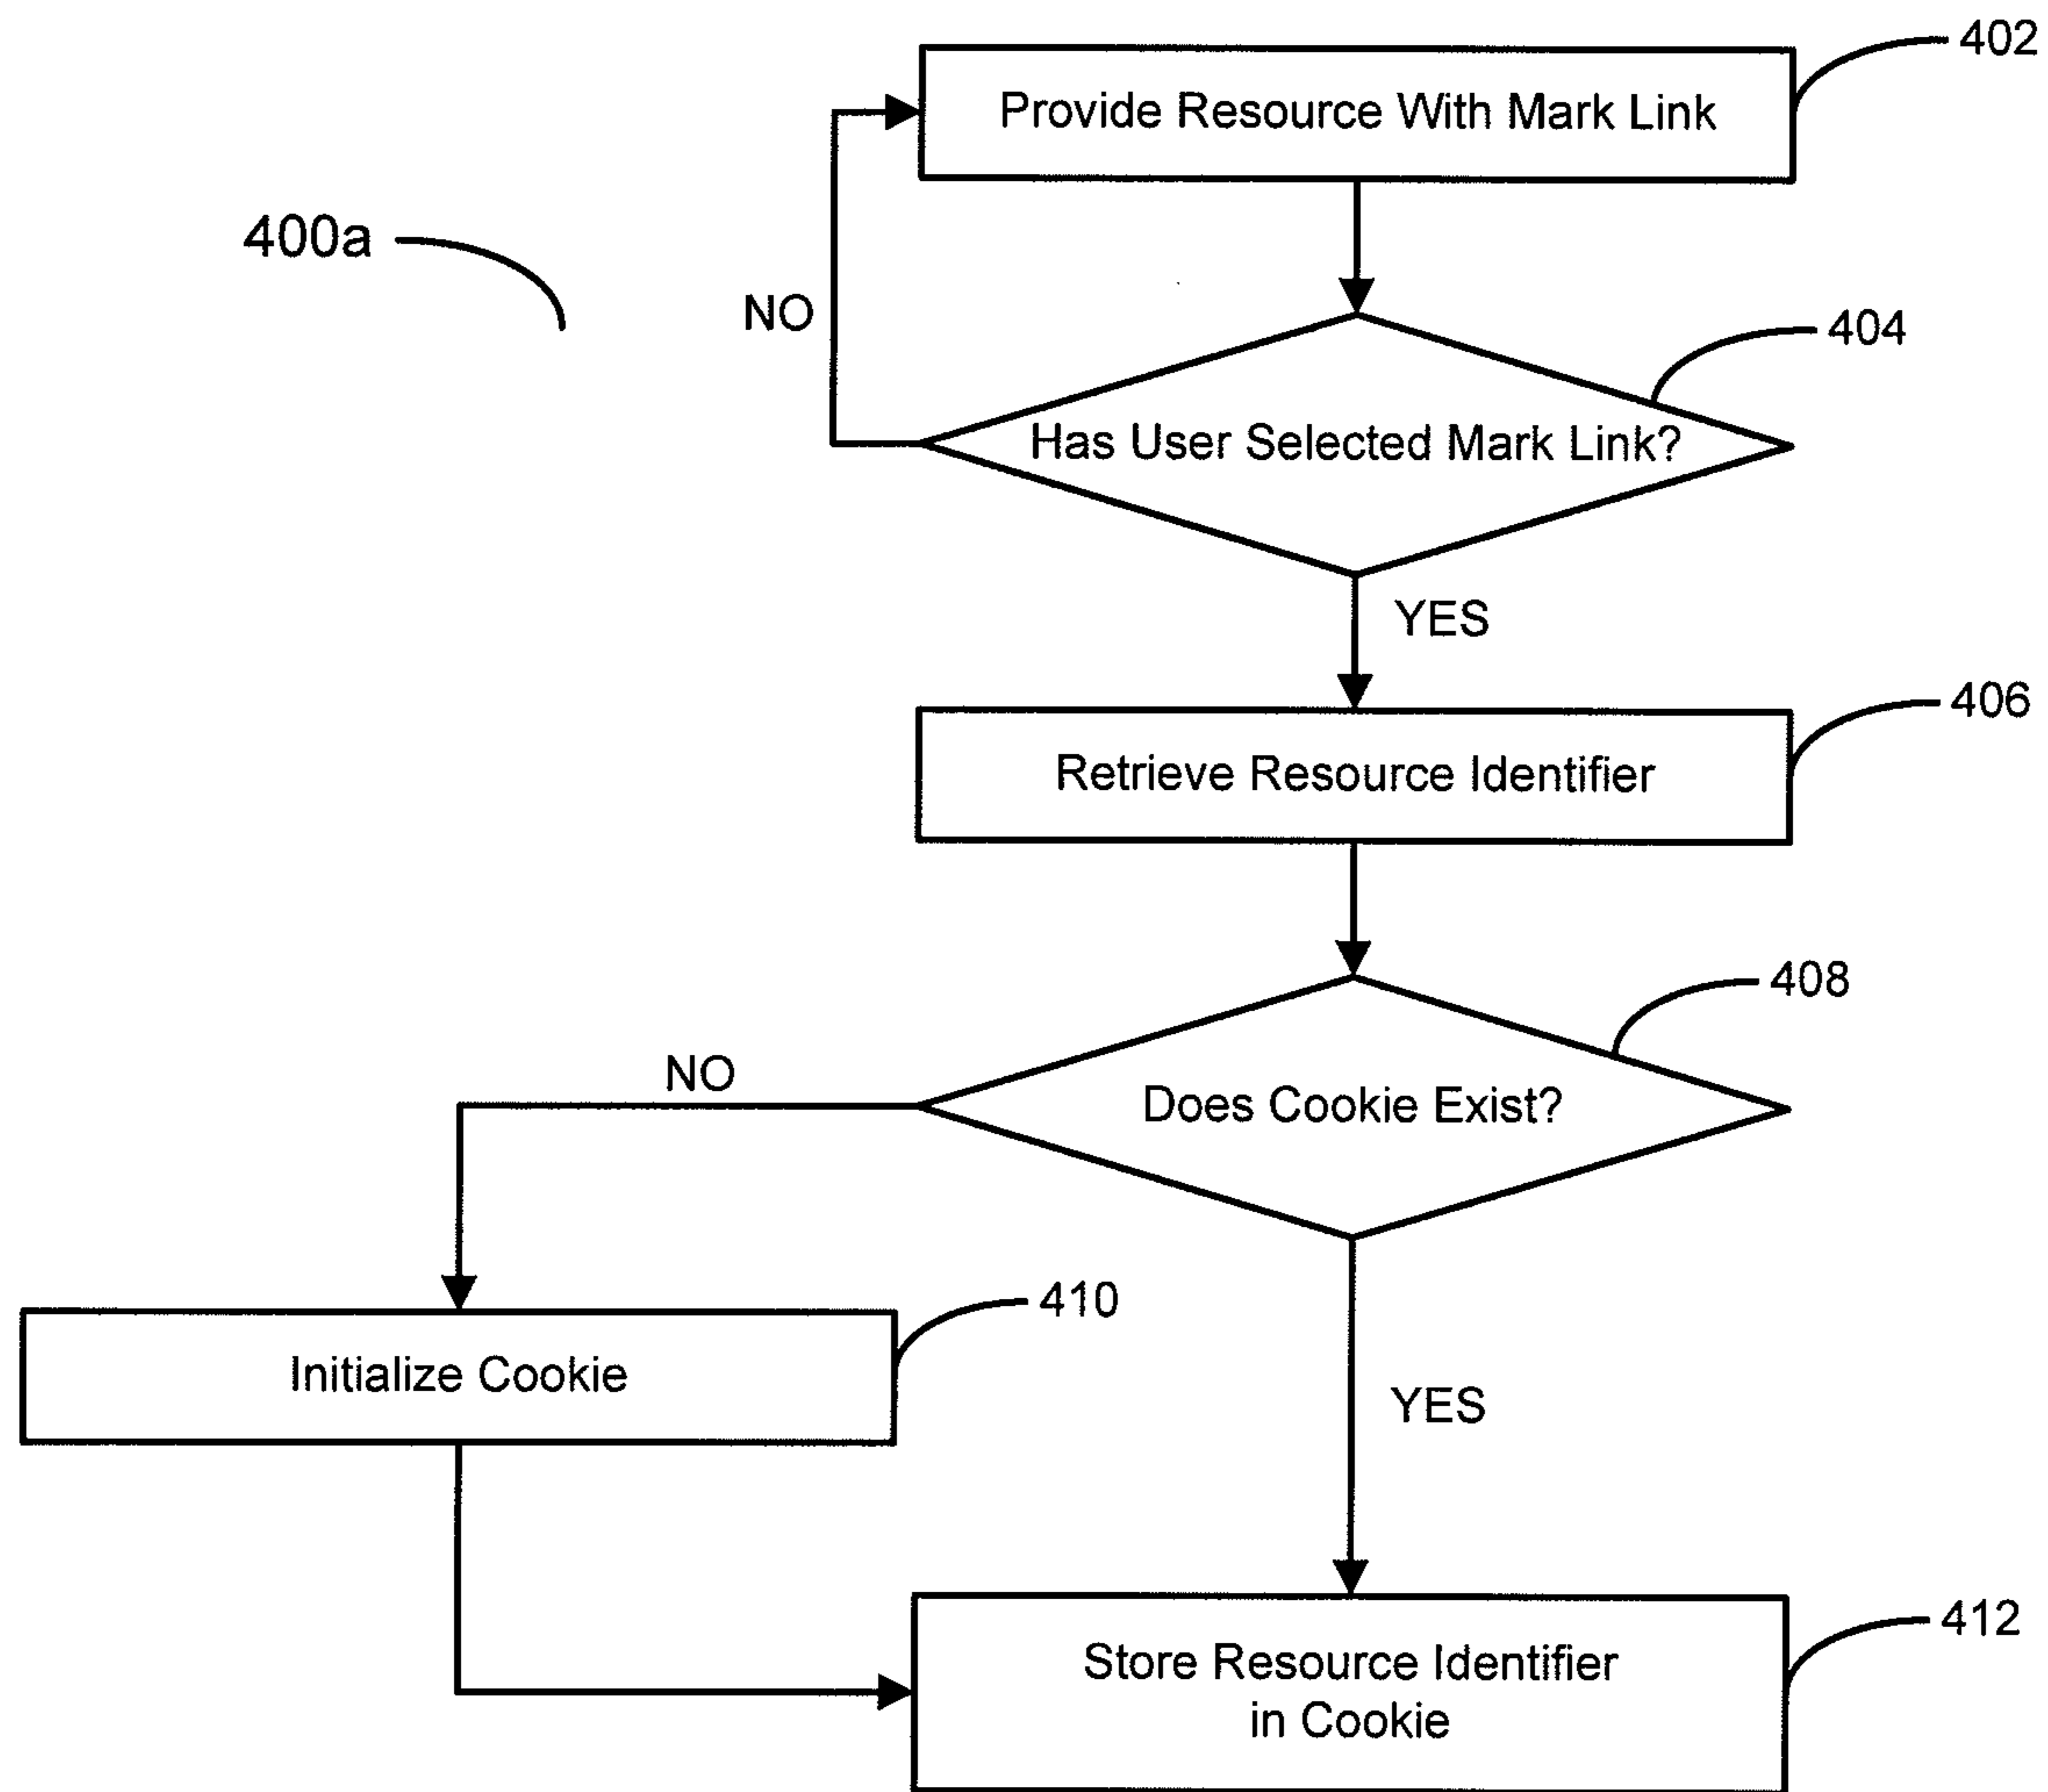 402
Provide Resource With Mark Link
400a
NO
404
Has User Selected Mark Link?
YES
406
Retrieve Resource Identifier
408
NO
Does Cookie Exist?
410
Initialize Cookie
YES
412
Store Resource Identifier
in Cookie